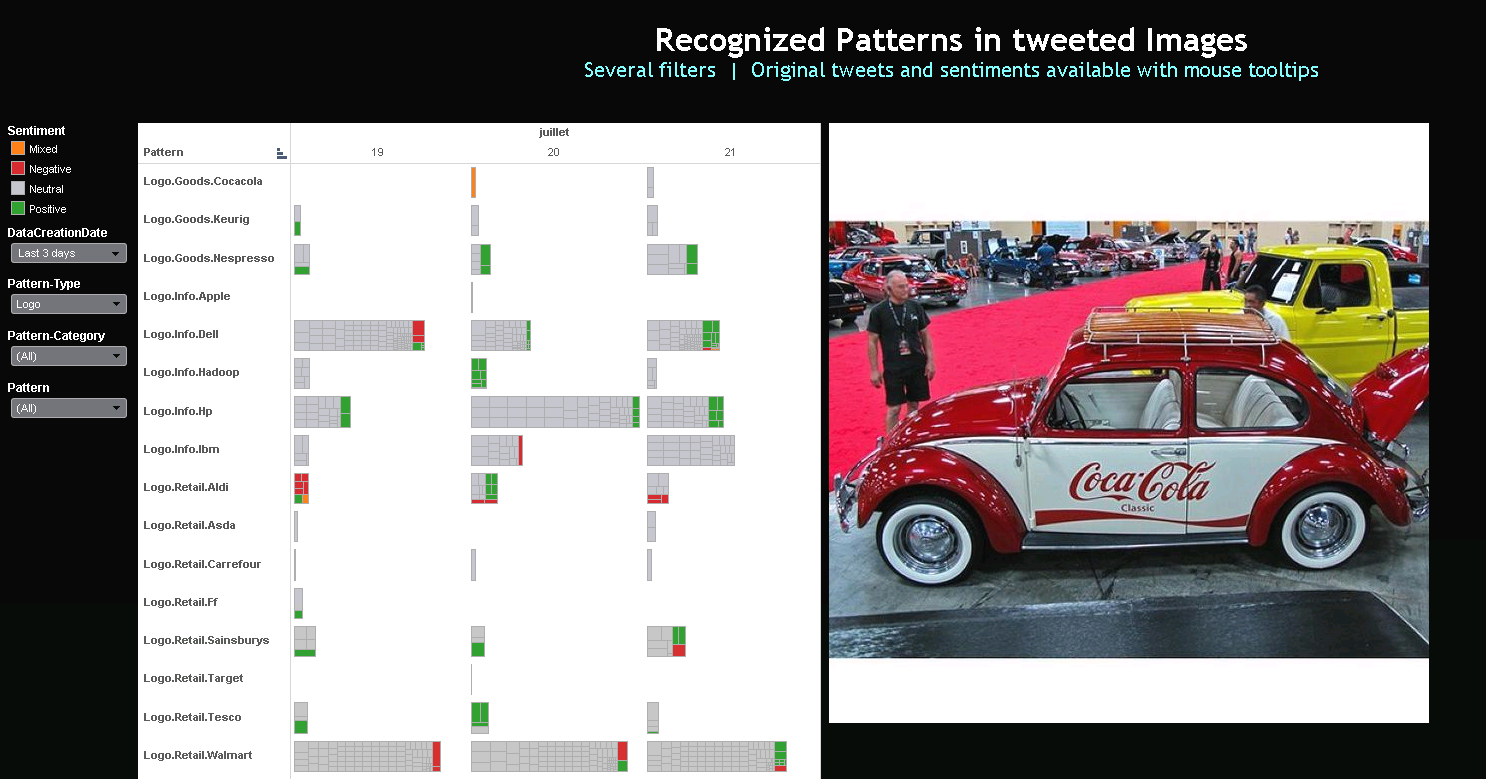 Recognized Patterns in tweeted Images
Several filters | Original tweets and sentiments available with mouse tooltips
Sentiment
Mixed
Negative
Neutral
Positive
DataCreationDate
Last 3 days
Pattern-Type
Logo
Pattern-Category
(All)
Pattern
(All)
juillet
Pattern 19 20 21
Logo.Goods.Cocacola
Logo.Goods.Keurig
Logo.Goods.Nespresso
Logo.Info.Apple
Logo.Info.Dell
Logo.Info.Hadoop
Logo.Info.Hp
Logo.Info.Ibm
Logo.Retail.Aldi
Logo.Retail.Asda
Logo.Retail.Carrefour
Logo.Retail.Ff
Logo.Retail.Sainsburys
Logo.Retail.Target
Logo.Retail.Tesco
Logo.Retail.Walmart
Coca-Cola
Classic